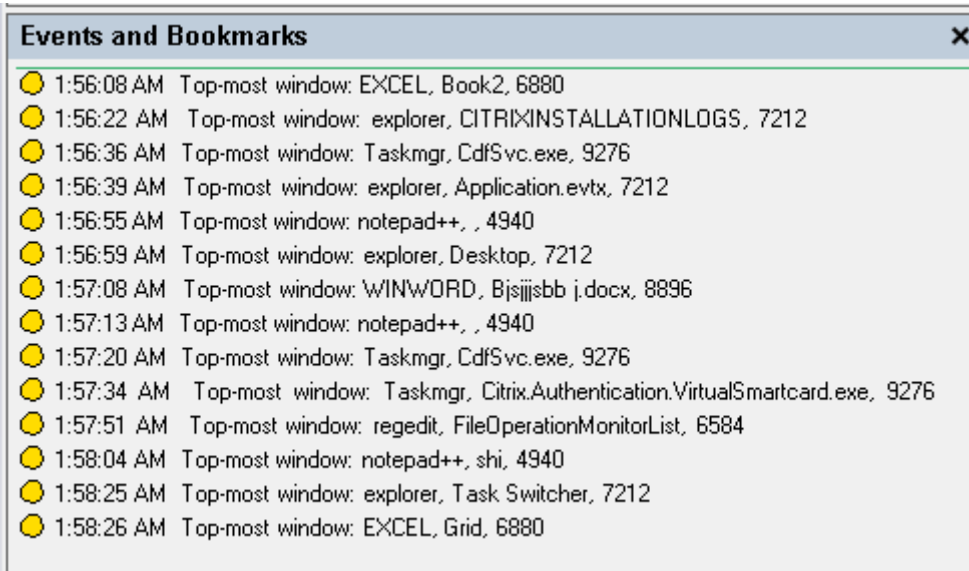 Events and Bookmarks
1:56:08 AM Top-most window: EXCEL, Book2, 6880
1:56:22 AM Top-most window: explorer, CITRIXINSTALLATIONLOGS, 7212
1:56:36 AM Top-most window: Taskmgr, CdfSvc.exe, 9276
1:56:39 AM Top-most window: explorer, Application.evtx, 7212
1:56:55 AM Top-most window: notepad++, , 4940
1:56:59 AM Top-most window: explorer, Desktop, 7212
1:57:08 AM Top-most window: WINWORD, Bjsjjjsbb j.docx, 8896
1:57:13 AM Top-most window: notepad++, , 4940
1:57:20 AM Top-most window: Taskmgr, CdfSvc.exe, 9276
1:57:34 AM Top-most window: Taskmgr, Citrix.Authentication.VirtualSmartcard.exe, 9276
1:57:51 AM Top-most window: regedit, FileOperationMonitorList, 6584
1:58:04 AM Top-most window: notepad++, shi, 4940
1:58:25 AM Top-most window: explorer, Task Switcher, 7212
1:58:26 AM Top-most window: EXCEL, Grid, 6880